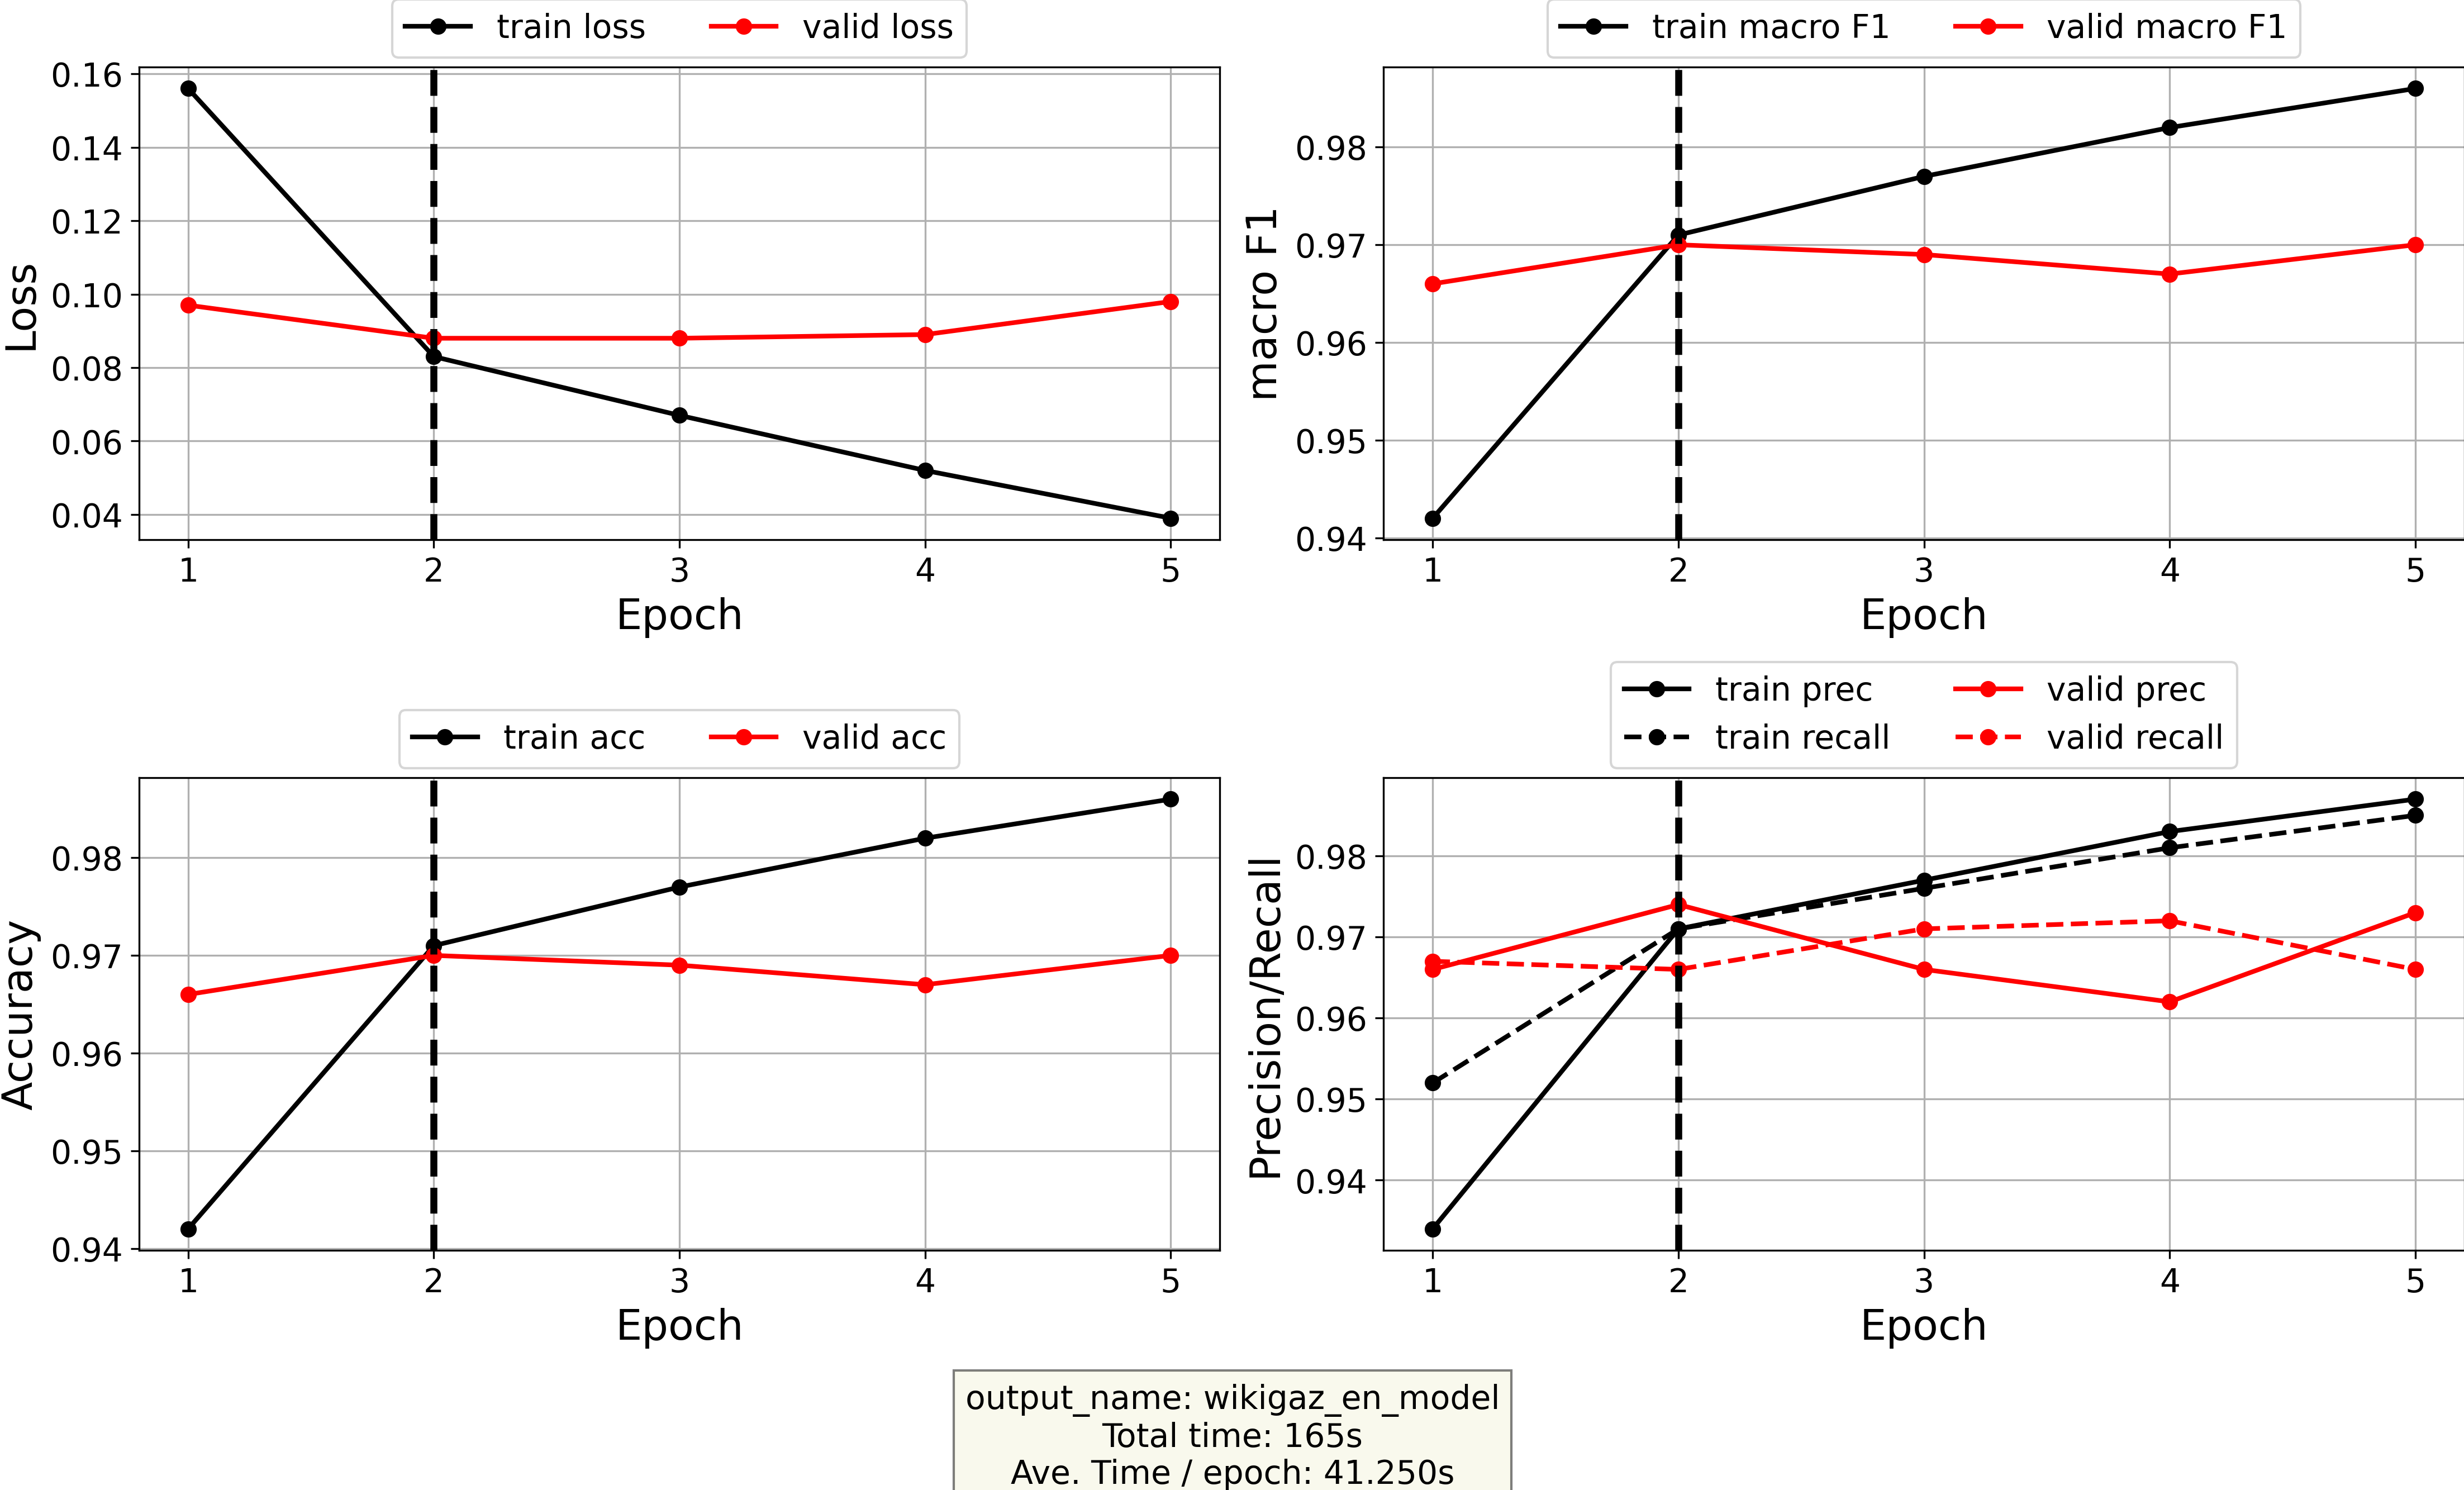 train loss valid loss
0.16
0.14
0.12
0.10
0.08
0.06
0.04
Loss
1 2 3 4 5
Epoch
train macro F1 valid macro F1
0.98
0.97
0.96
0.95
0.94
macro F1
1 2 3 4 5
Epoch
train acc valid acc
0.98
0.97
0.96
0.95
0.94
Accuracy
1 2 3 4 5
Epoch
train prec valid prec
train recall valid recall
0.98
0.97
0.96
0.95
0.94
Precision/Recall
1 2 3 4 5
Epoch
output_name: wikigaz_en_model
Total time: 165s
Ave. Time / epoch: 41.250s